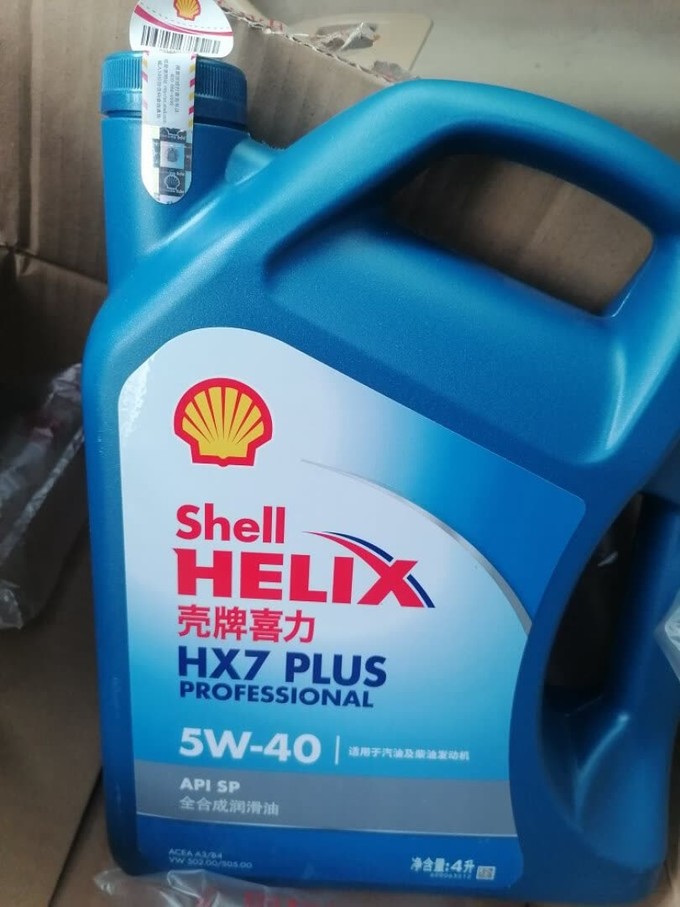 Shell
HELIX
壳牌喜力
HX7 PLUS
PROFESSIONAL
5W-40
适用于汽油及柴油发动机
API SP
全合成润滑油
ACEA A3/B4
VW 502.00/505.00
净含量:4升